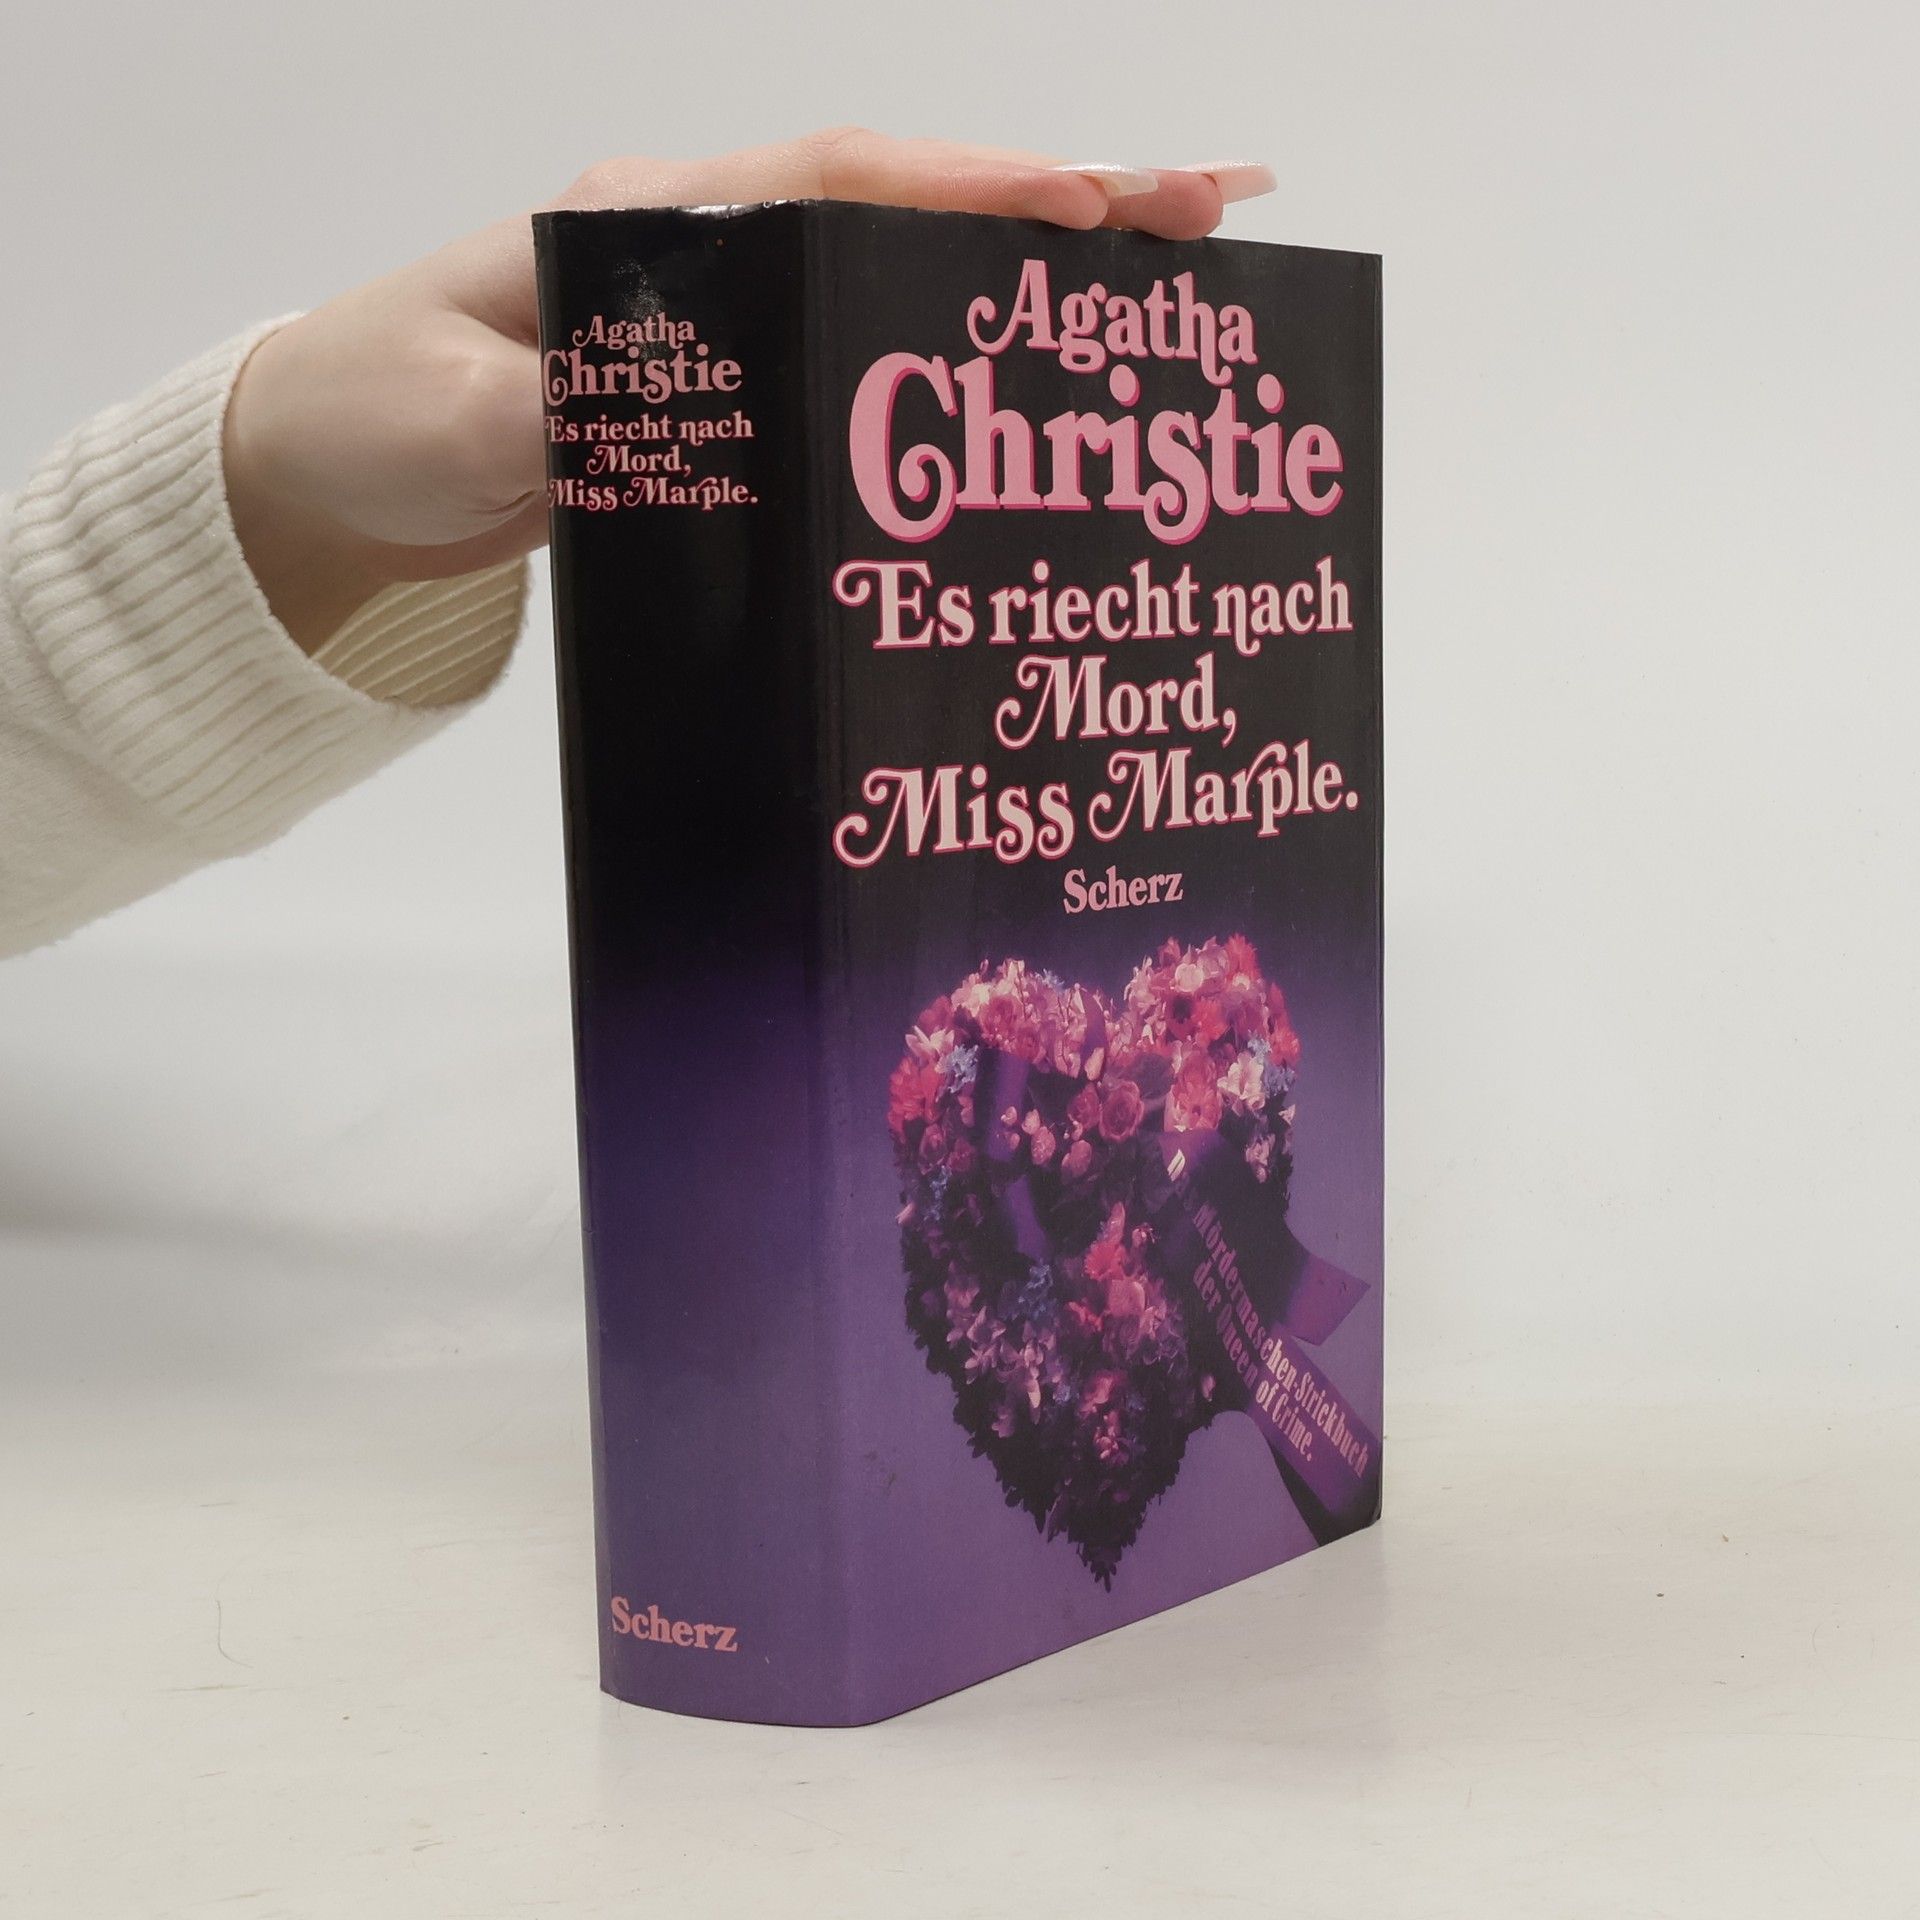 Agatha
Christie
Es riecht nach
Mord,
Miss Marple.
Scherz
Agatha
Christie
Es riecht nach
Mord,
Miss Marple.
Scherz
Mördermaschen-Strickbuch
der Queen of Crime.